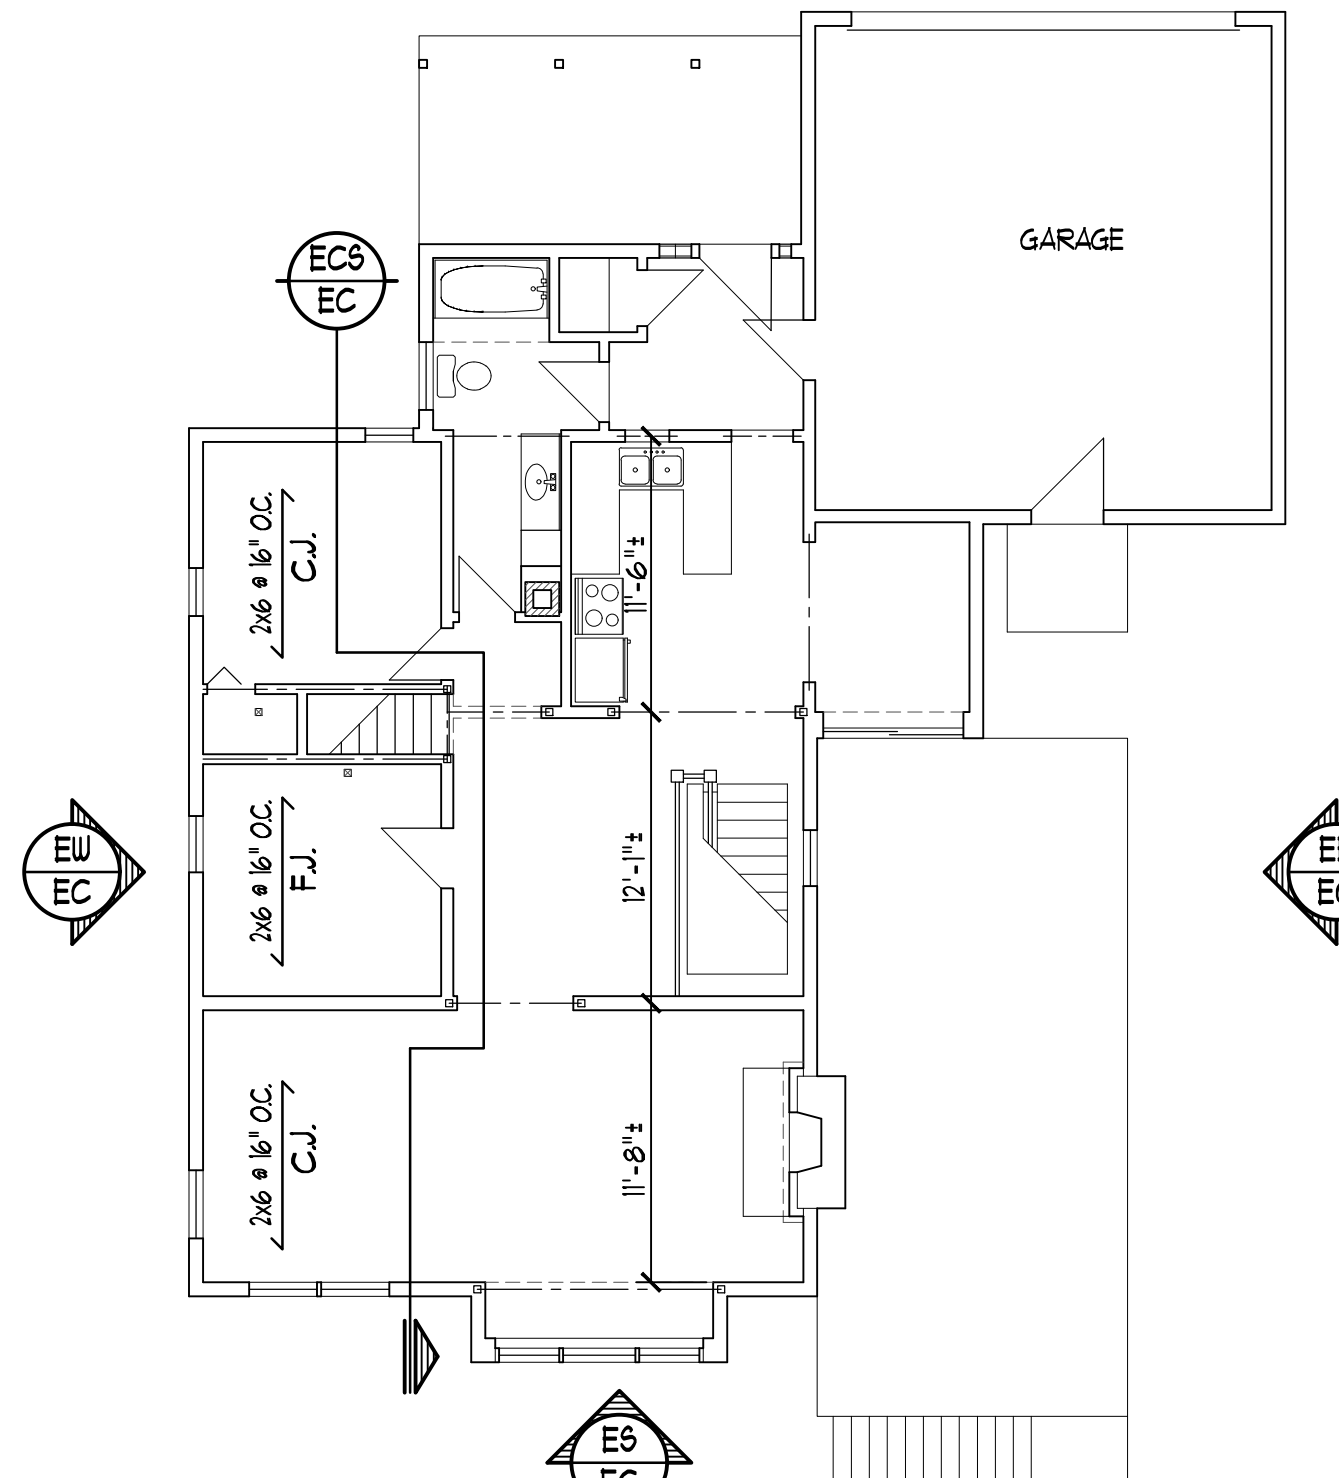 GARAGE
ECS
EC
2x6 @ 16" O.C.
C.J.
11'-6"±
EW
EC
2x6 @ 16" O.C.
F.J.
12'-1"±
2x6 @ 16" O.C.
C.J.
11'-8"±
ES